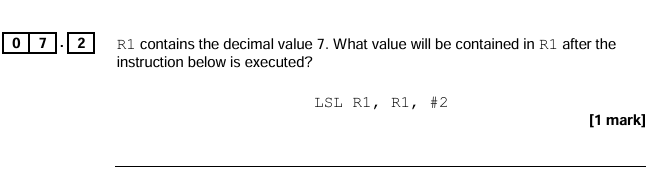 0 7 . 2 R1 contains the decimal value 7. What value will be contained in R1 after the
instruction below is executed?
LSL R1, R1, #2
[1 mark]